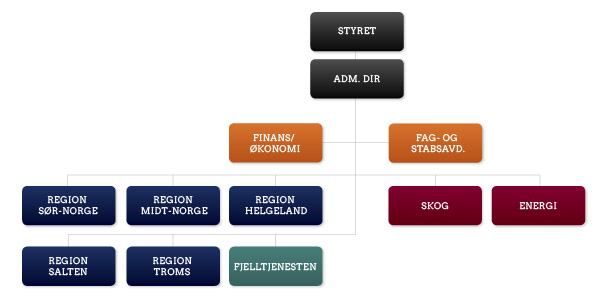 STYRET
ADM. DIR
FINANS/
ØKONOMI
FAG- OG
STABSAVD.
REGION
SØR-NORGE
REGION
MIDT-NORGE
REGION
HELGELAND
SKOG
ENERGI
REGION
SALTEN
REGION
TROMS
FJELLTJENESTEN